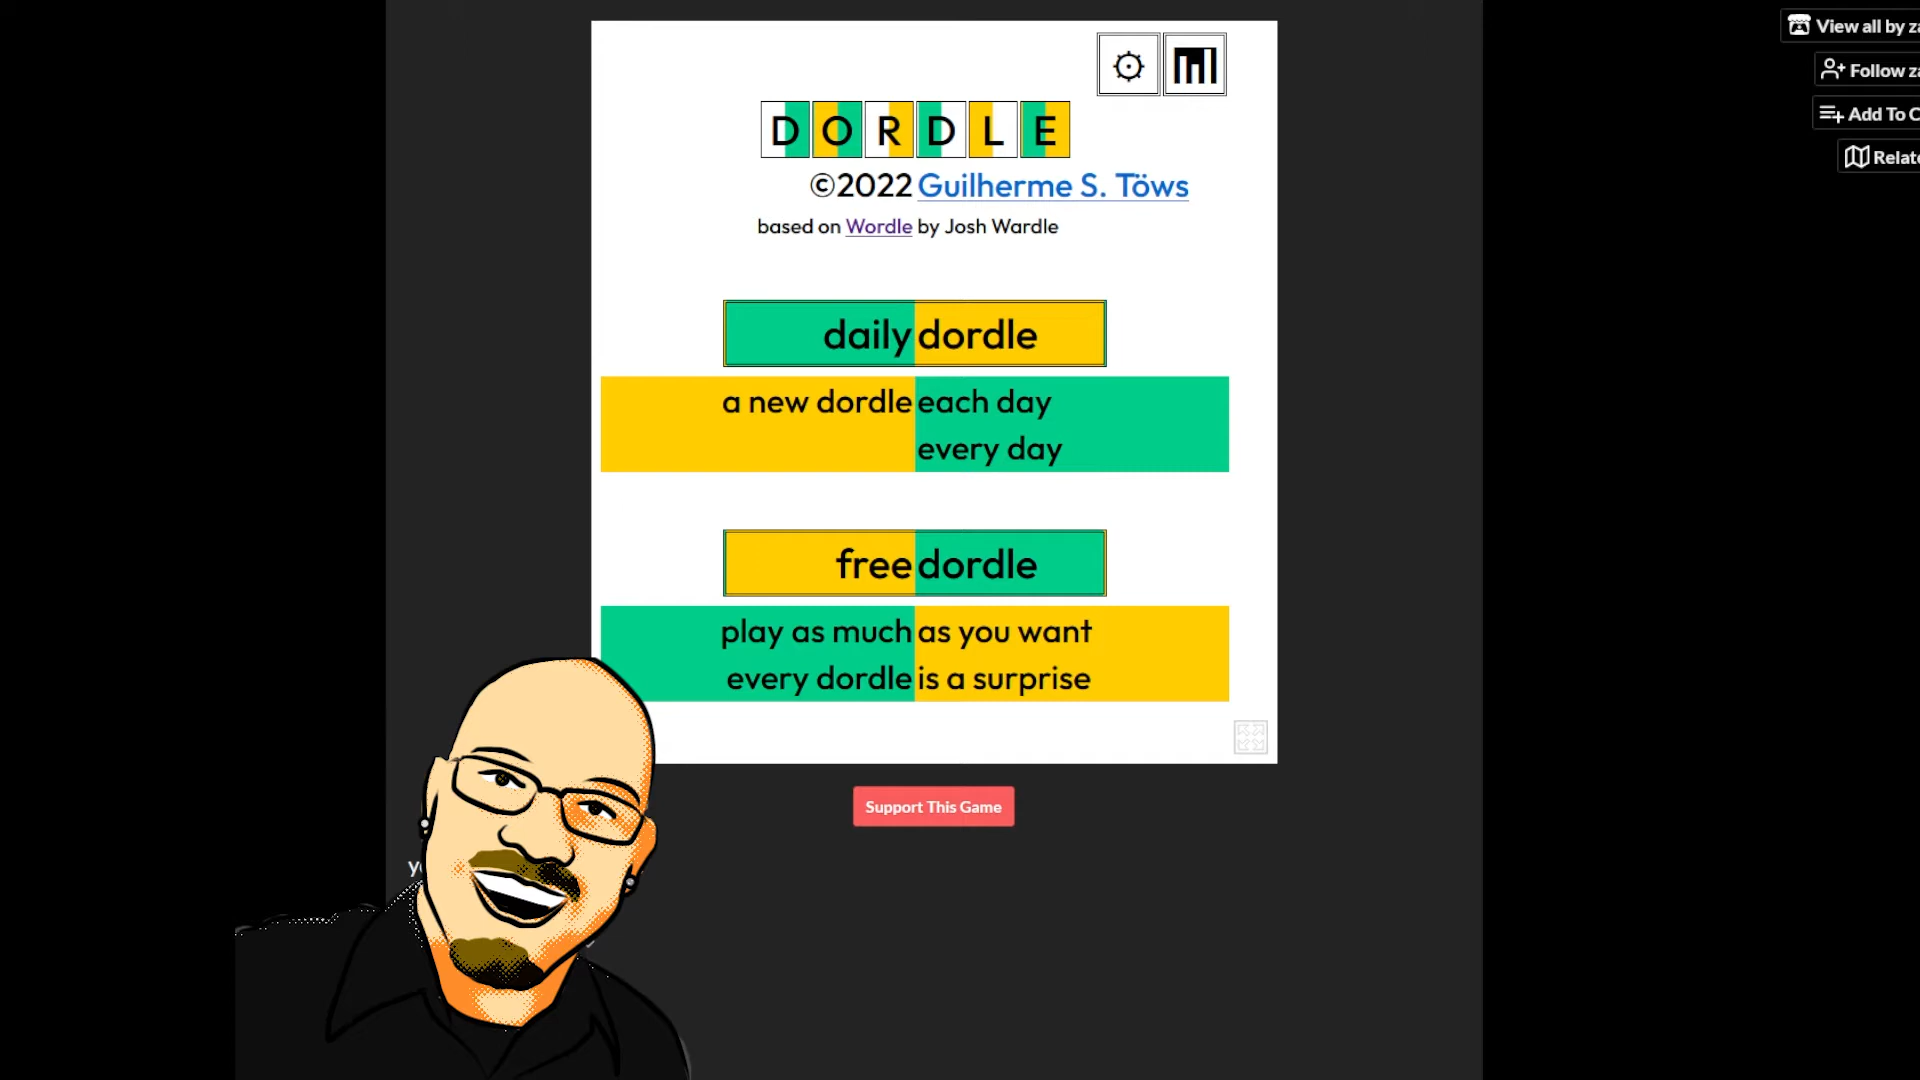 View all by
Follow
Add To
DORDLE
©2022 Guilherme S. Töws
based on Wordle by Josh Wardle
daily dordle
a new dordle each day
every day
free dordle
play as much as you want
every dordle is a surprise
Support This Game